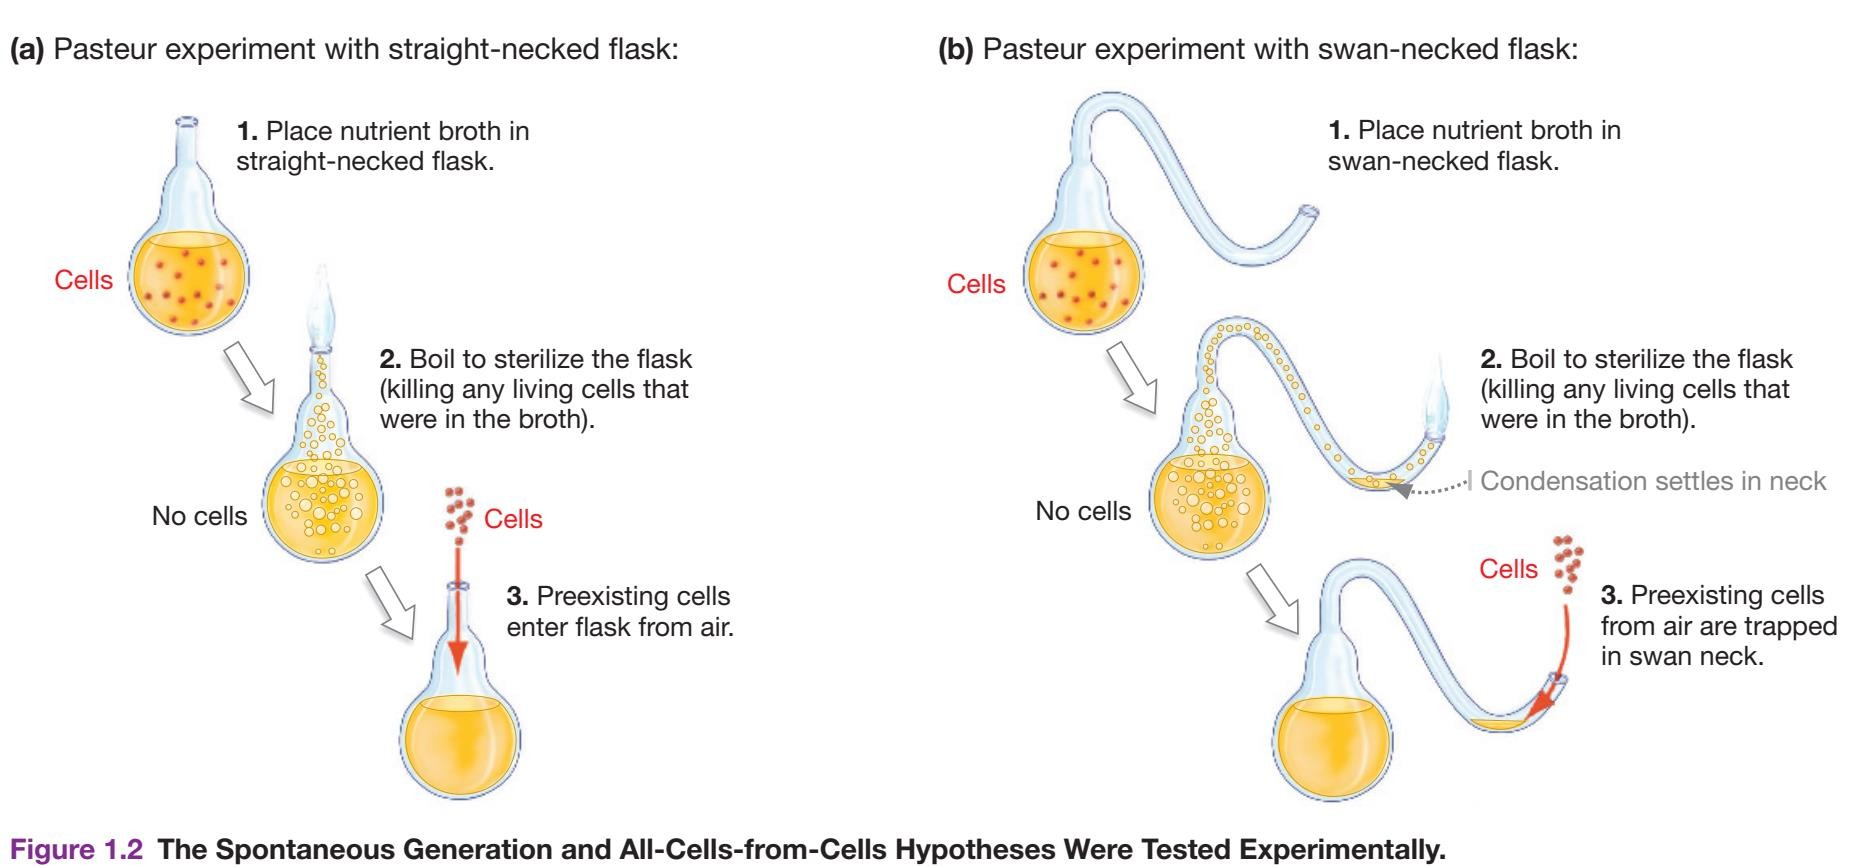 (a) Pasteur experiment with straight-necked flask:
1. Place nutrient broth in
straight-necked flask.
Cells
2. Boil to sterilize the flask
(killing any living cells that
were in the broth).
No cells
Cells
3. Preexisting cells
enter flask from air.
(b) Pasteur experiment with swan-necked flask:
1. Place nutrient broth in
swan-necked flask.
Cells
2. Boil to sterilize the flask
(killing any living cells that
were in the broth).
Condensation settles in neck
No cells
Cells
3. Preexisting cells
from air are trapped
in swan neck.
Figure 1.2 The Spontaneous Generation and All-Cells-from-Cells Hypotheses Were Tested Experimentally.